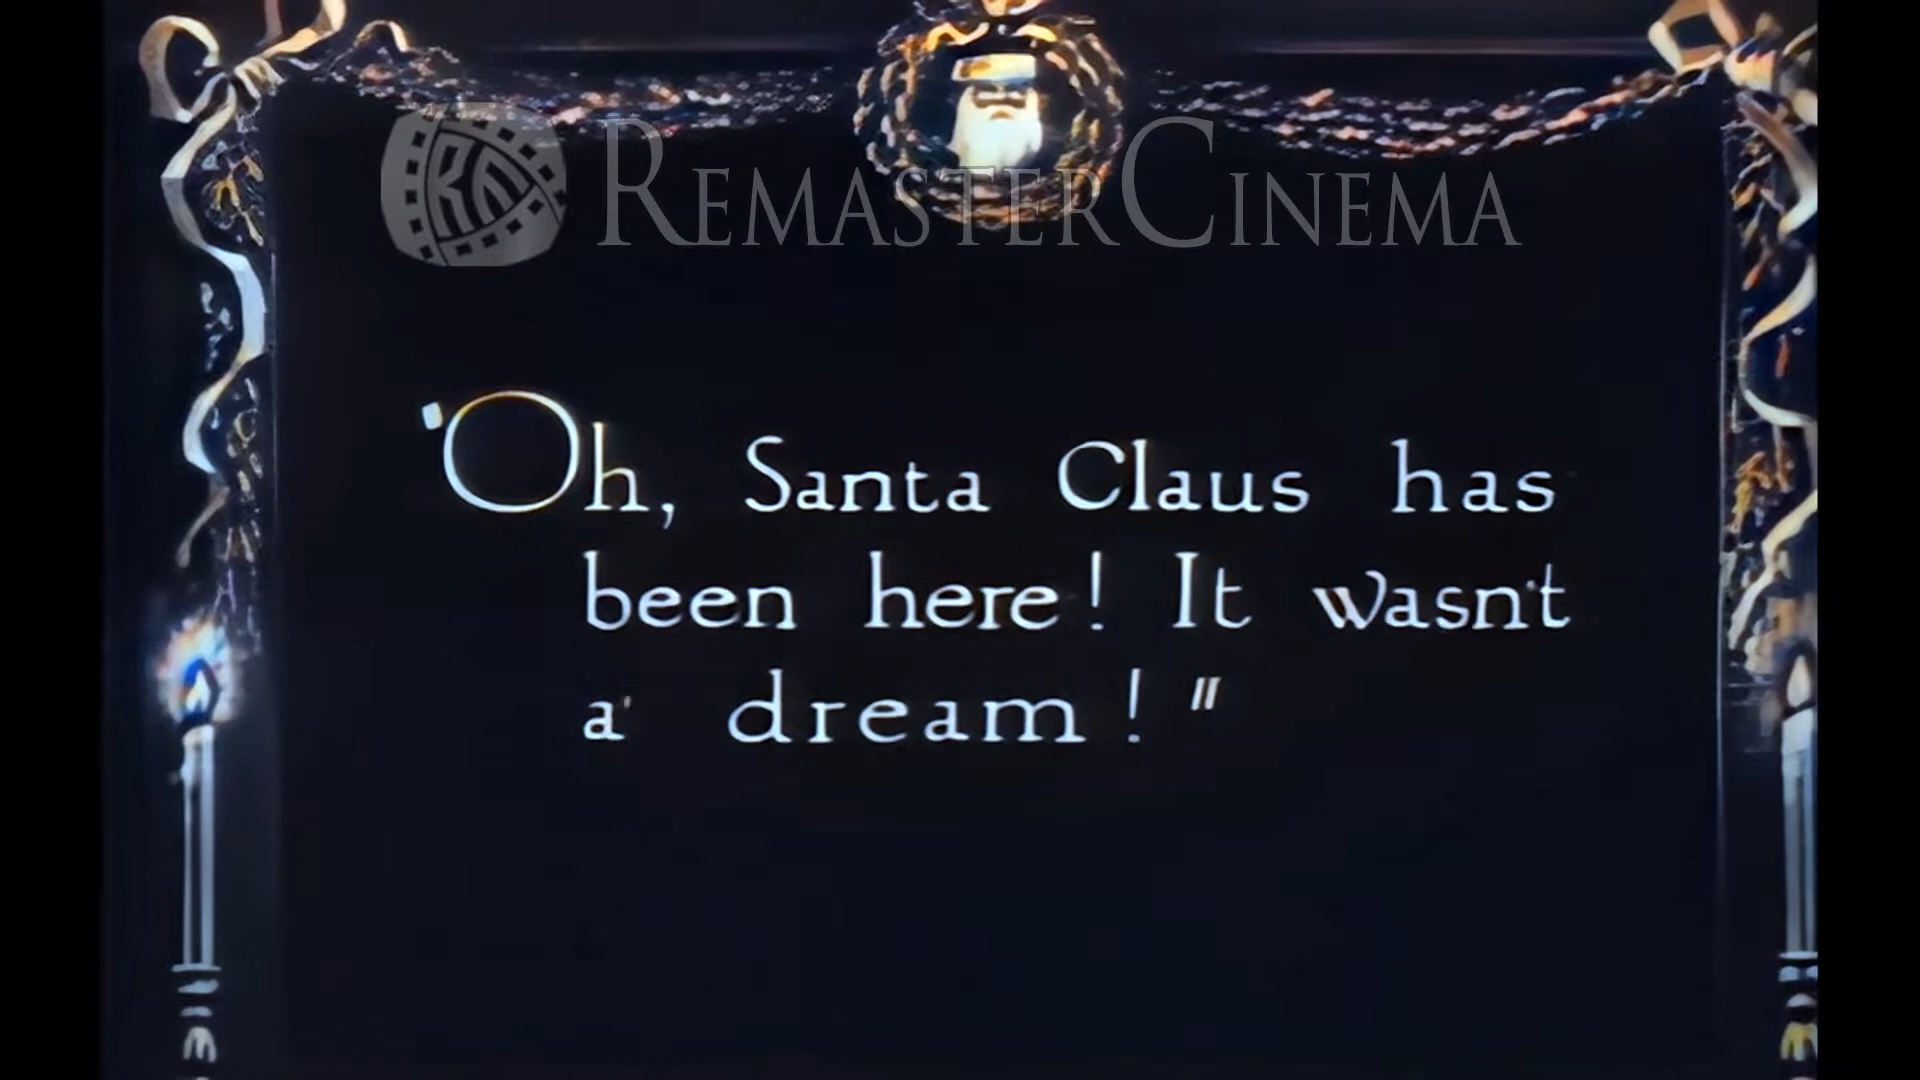 REMASTERCINEMA
"Oh, Santa Claus has
been here! It wasn't
a dream!"